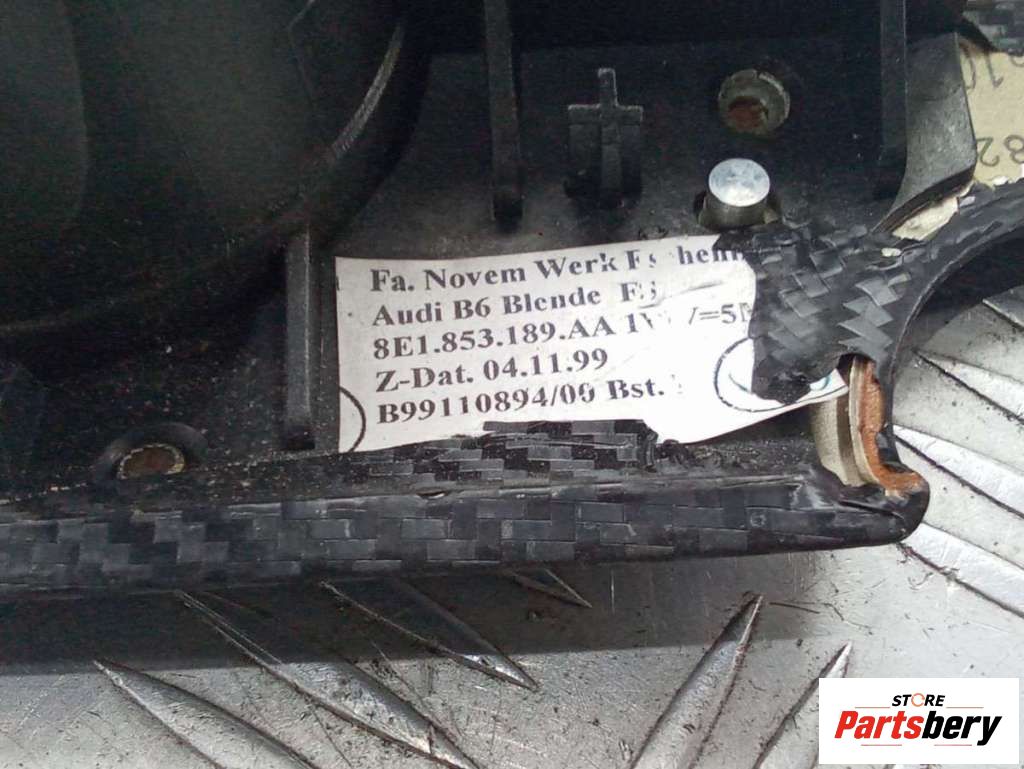 Fa. Novem Werk
Audi B6 Blende
8E1.853.189.AA
Z-Dat. 04.11.99
B99110894/00 Bst.
STORE
Partsbery